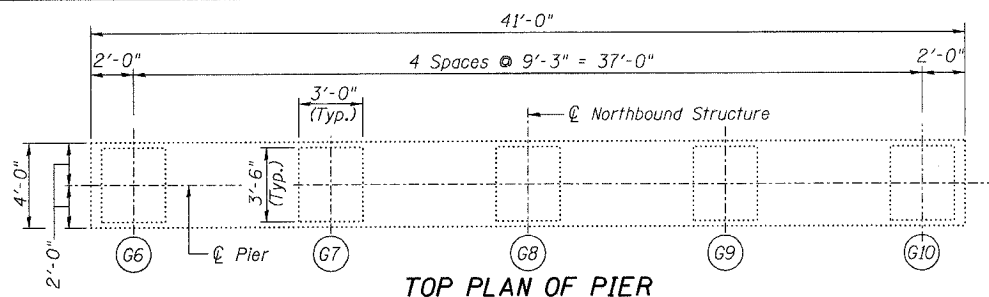 41'-0"
2'-0"
4 Spaces @ 9'-3" = 37'-0"
2'-0"
3'-0"
(Typ.)
℄ Northbound Structure
4'-0"
3'-6"
(Typ.)
2'-0"
℄ Pier
G6
G7
G8
G9
G10
TOP PLAN OF PIER